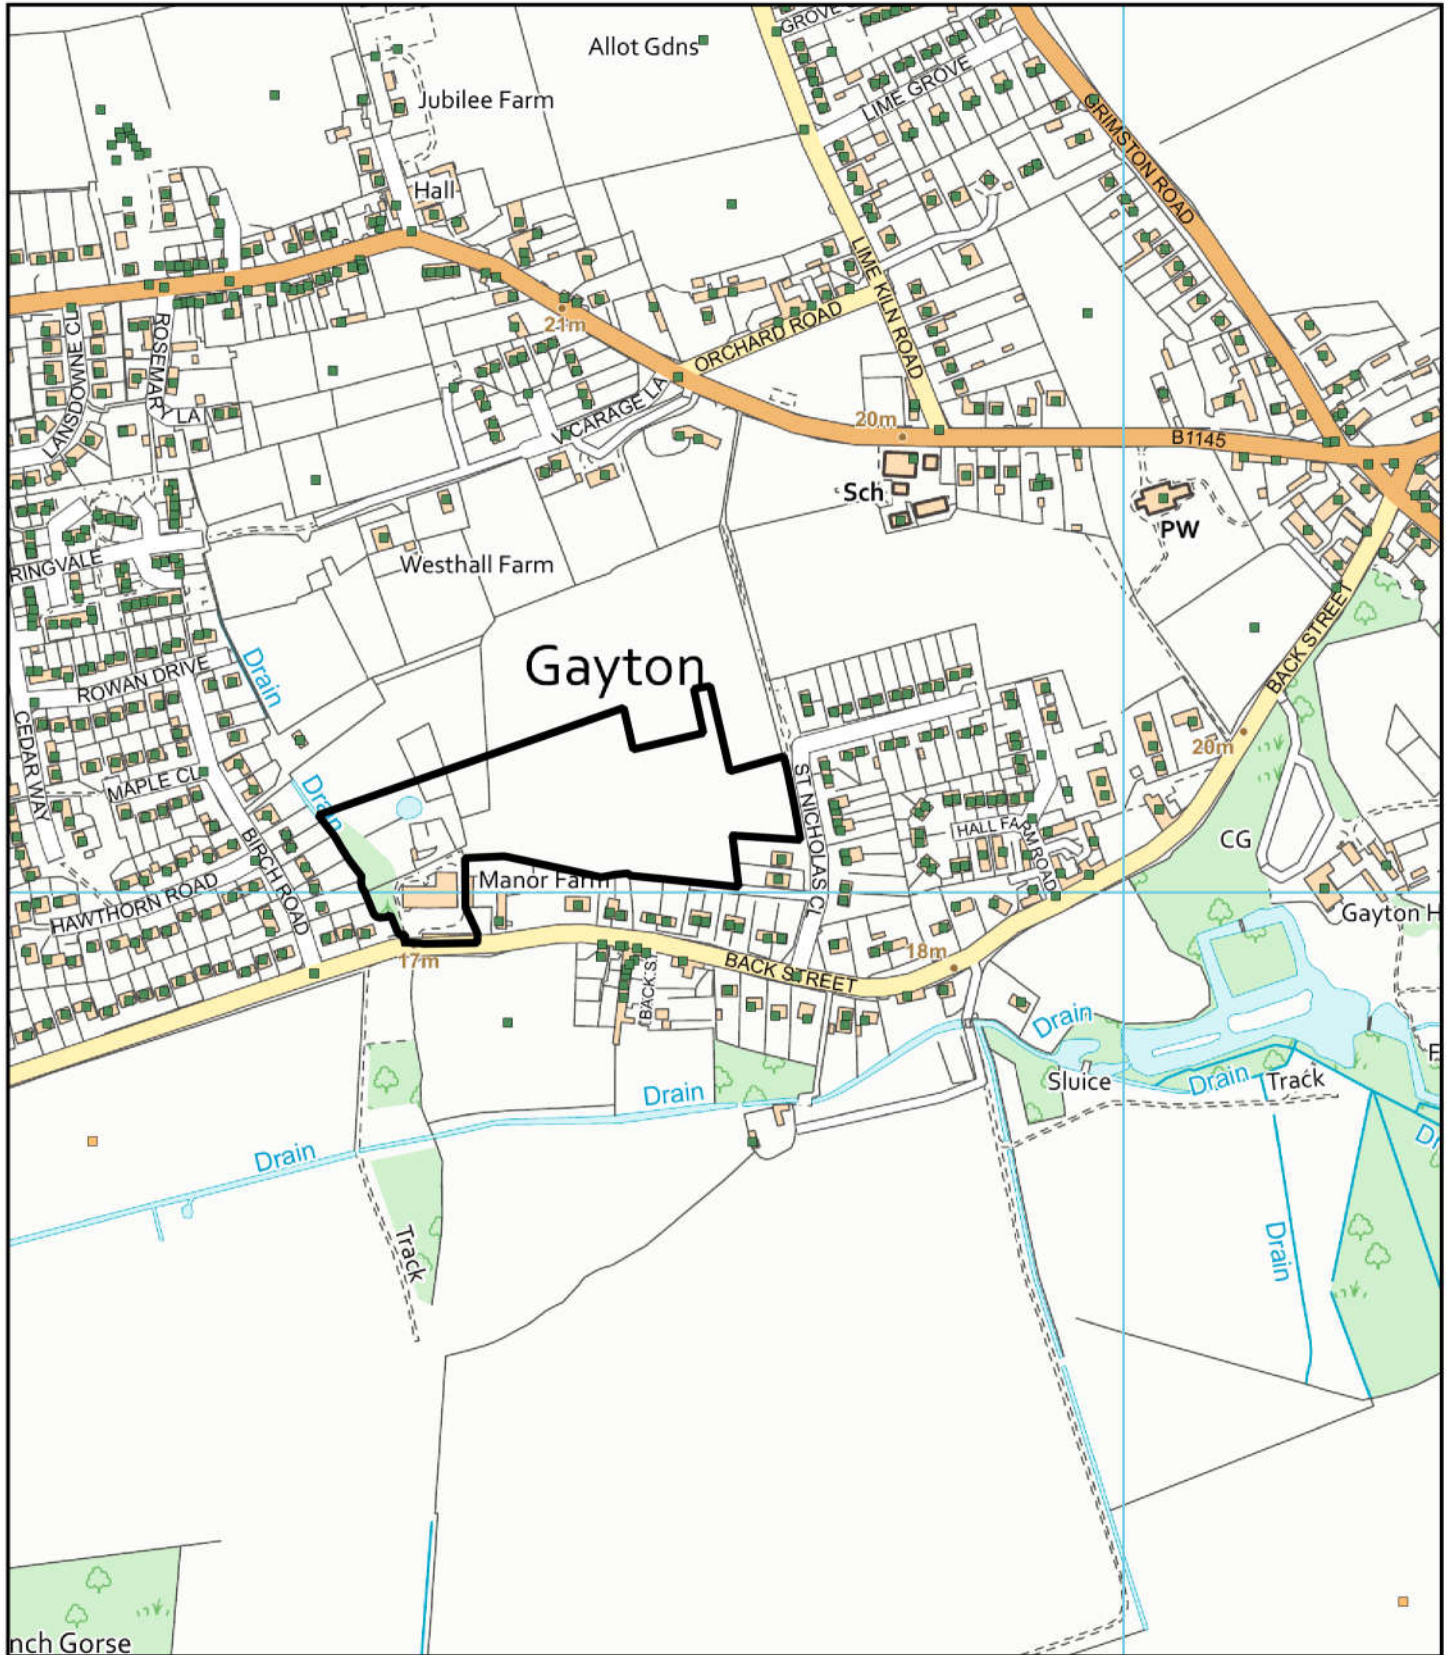 GROVE
Allot Gdns
LIME GROVE
Jubilee Farm
GRIMSTON ROAD
Hall
LIME KILN ROAD
21m
ORCHARD ROAD
LANSDOWNE CL
ROSEMARY LA
VICARAGE LA
20m
B1145
Sch
PW
RINGVALE
Westhall Farm
BACK STREET
Drain
Gayton
ROWAN DRIVE
CEDAR WAY
20m
MAPLE CL
Drain
ST NICHOLAS CL
HALL FARM ROAD
CG
BIRCH ROAD
Manor Farm
HAWTHORN ROAD
Gayton H
17m
BACK STREET
18m
BACK ST
Drain
Sluice
Drain
Track
F
Drain
Dr
Drain
Track
Drain
nch Gorse